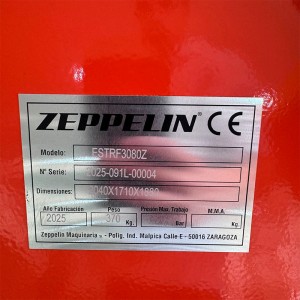 ZEPPELIN® CE
Modelo: ESTRF3080Z
Nº Serie: 2025-091L-00004
Dimensiones:
Año Fabricación Peso Presión Max. Trabajo M.M.A.
2025 370 Kg. Bar Kg.
Zeppelin Maquinaria ® - Polig. Ind. Malpica Calle E - 50016 ZARAGOZA